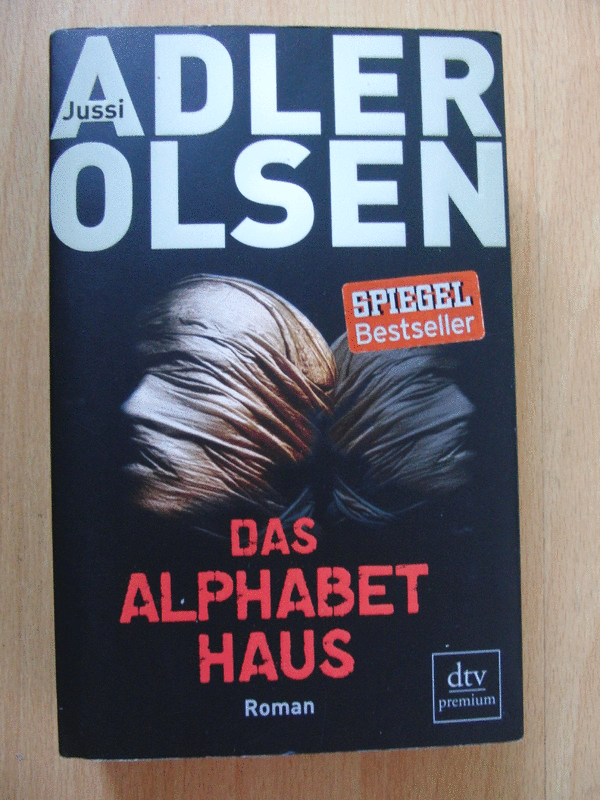 Jussi
ADLER
OLSEN
SPIEGEL
Bestseller
DAS
ALPHABET
HAUS
Roman
dtv
premium